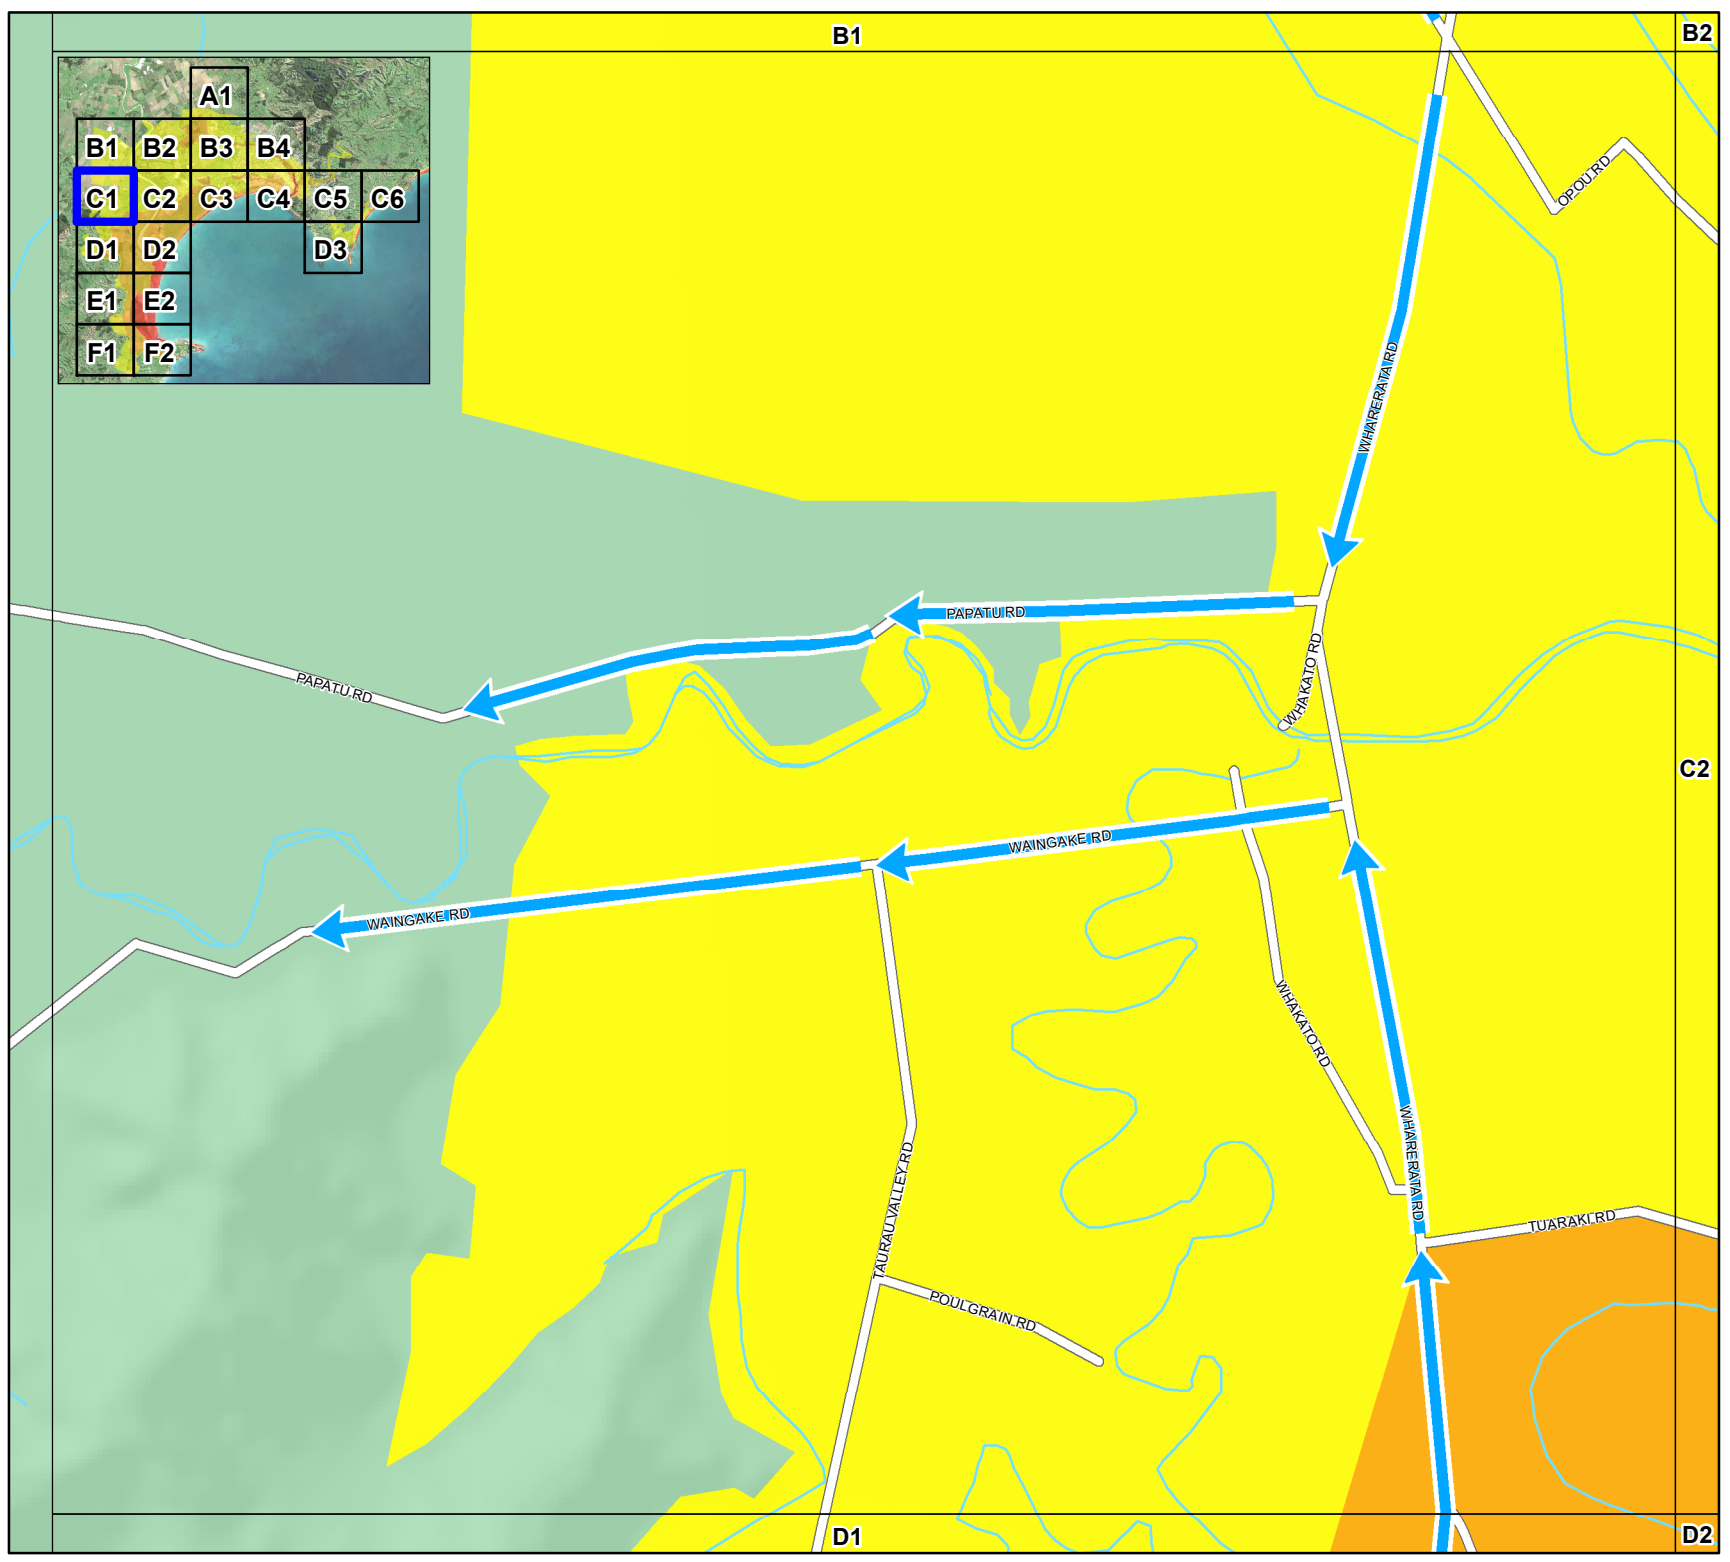 B1
B2
A1
B1
B2
B3
B4
C1
C2
C3
C4
C5
C6
D1
D2
D3
E1
E2
F1
F2
OPOU RD
WHARERATA RD
PAPATU RD
WHAKATO RD
PAPATU RD
C2
WAINGAKE RD
WAINGAKE RD
WHAKATO RD
WHARERATA RD
TAURAU VALLEY RD
TUARAKI RD
POULGRAIN RD
D1
D2